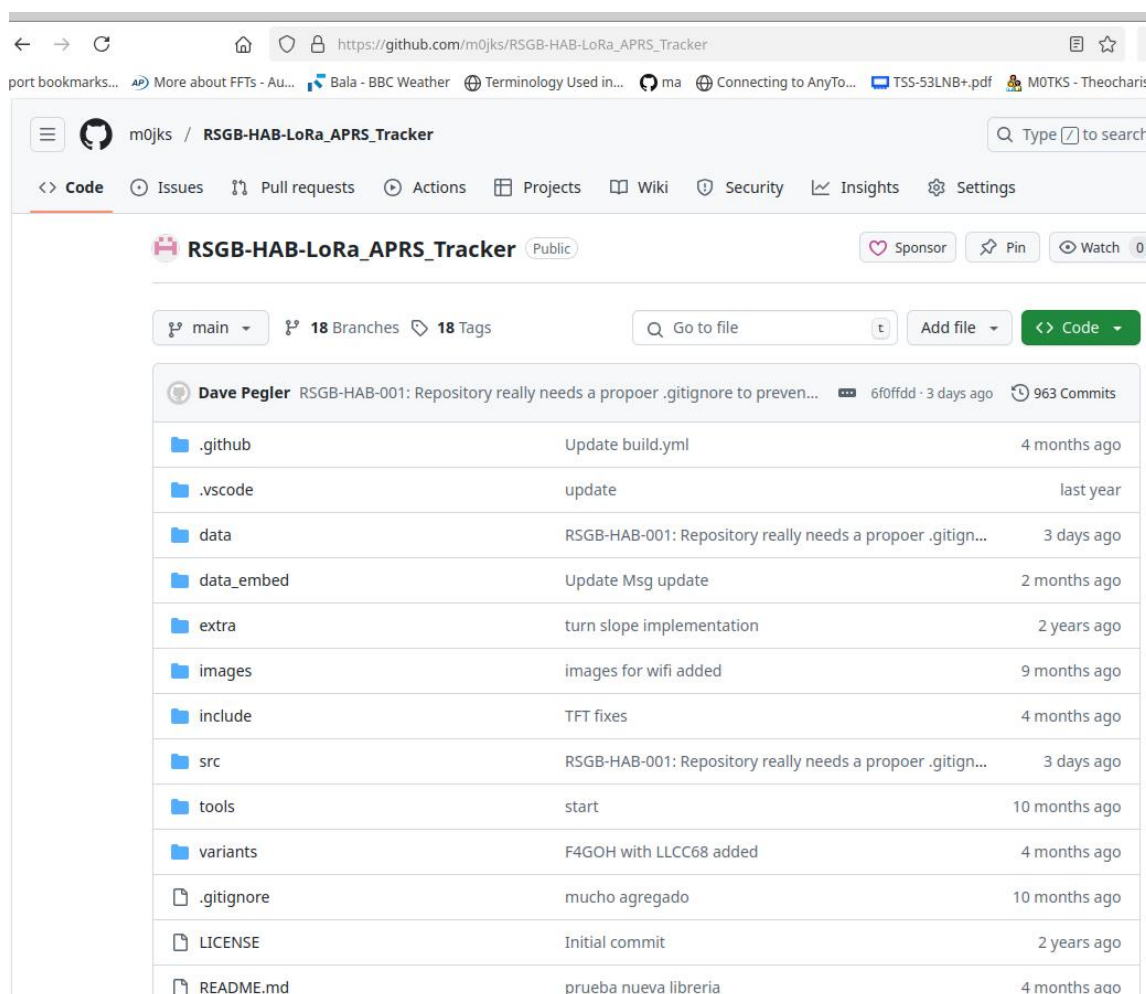 https://github.com/m0jks/RSGB-HAB-LoRa_APRS_Tracker
port bookmarks... More about FFTs - Au... Bala - BBC Weather Terminology Used in... ma Connecting to AnyTo... TSS-53LNB+.pdf M0TKS - Theocharis
m0jks / RSGB-HAB-LoRa_APRS_Tracker Type / to search
Code Issues Pull requests Actions Projects Wiki Security Insights Settings
RSGB-HAB-LoRa_APRS_Tracker Public Sponsor Pin Watch 0
main 18 Branches 18 Tags Go to file t Add file <> Code
Dave Pegler RSGB-HAB-001: Repository really needs a propoer .gitignore to preven... 6f0ffdd · 3 days ago 963 Commits
.github Update build.yml 4 months ago
.vscode update last year
data RSGB-HAB-001: Repository really needs a propoer .gitign... 3 days ago
data_embed Update Msg update 2 months ago
extra turn slope implementation 2 years ago
images images for wifi added 9 months ago
include TFT fixes 4 months ago
src RSGB-HAB-001: Repository really needs a propoer .gitign... 3 days ago
tools start 10 months ago
variants F4GOH with LLCC68 added 4 months ago
.gitignore mucho agregado 10 months ago
LICENSE Initial commit 2 years ago
README.md prueba nueva libreria 4 months ago